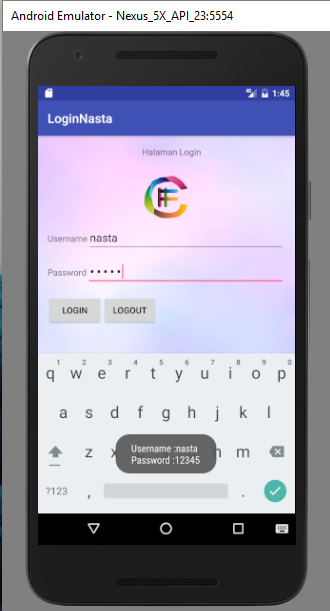 Android Emulator - Nexus_5X_API_23:5554
4G 1:45
LoginNasta
Halaman Login
Username nasta
Password •••••
LOGIN LOGOUT
1 2 3 4 5 6 7 8 9 0
q w e r t y u i o p
a s d f g h j k l
z x n m
Username :nasta
Password :12345
?123 , .